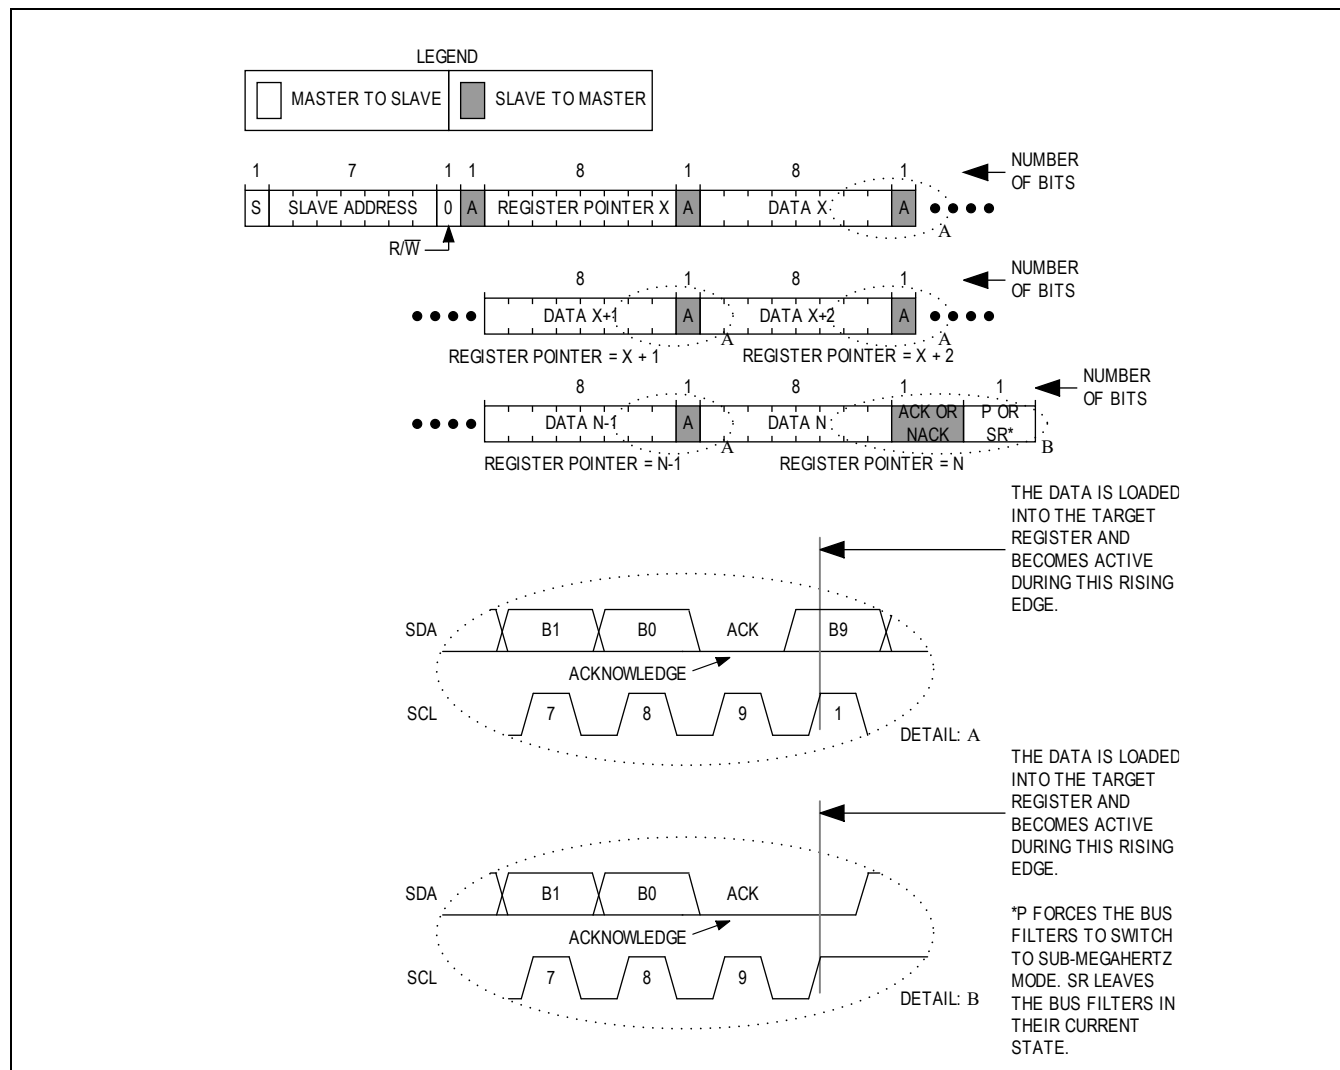 LEGEND
MASTER TO SLAVE SLAVE TO MASTER
1 7 1 1 8 1 8 1 NUMBER OF BITS
S SLAVE ADDRESS 0 A REGISTER POINTER X A DATA X A
A
R/W̅
8 1 8 1 NUMBER OF BITS
DATA X+1 A DATA X+2 A
A A
REGISTER POINTER = X + 1 REGISTER POINTER = X + 2
8 1 8 1 1 NUMBER OF BITS
DATA N-1 A DATA N ACK OR NACK P OR SR*
A B
REGISTER POINTER = N-1 REGISTER POINTER = N
THE DATA IS LOADED
INTO THE TARGET
REGISTER AND
BECOMES ACTIVE
DURING THIS RISING
EDGE.
SDA B1 B0 ACK B9
ACKNOWLEDGE
SCL 7 8 9 1
DETAIL: A
THE DATA IS LOADED
INTO THE TARGET
REGISTER AND
BECOMES ACTIVE
DURING THIS RISING
EDGE.
SDA B1 B0 ACK
ACKNOWLEDGE
SCL 7 8 9
DETAIL: B
*P FORCES THE BUS
FILTERS TO SWITCH
TO SUB-MEGAHERTZ
MODE. SR LEAVES
THE BUS FILTERS IN
THEIR CURRENT
STATE.